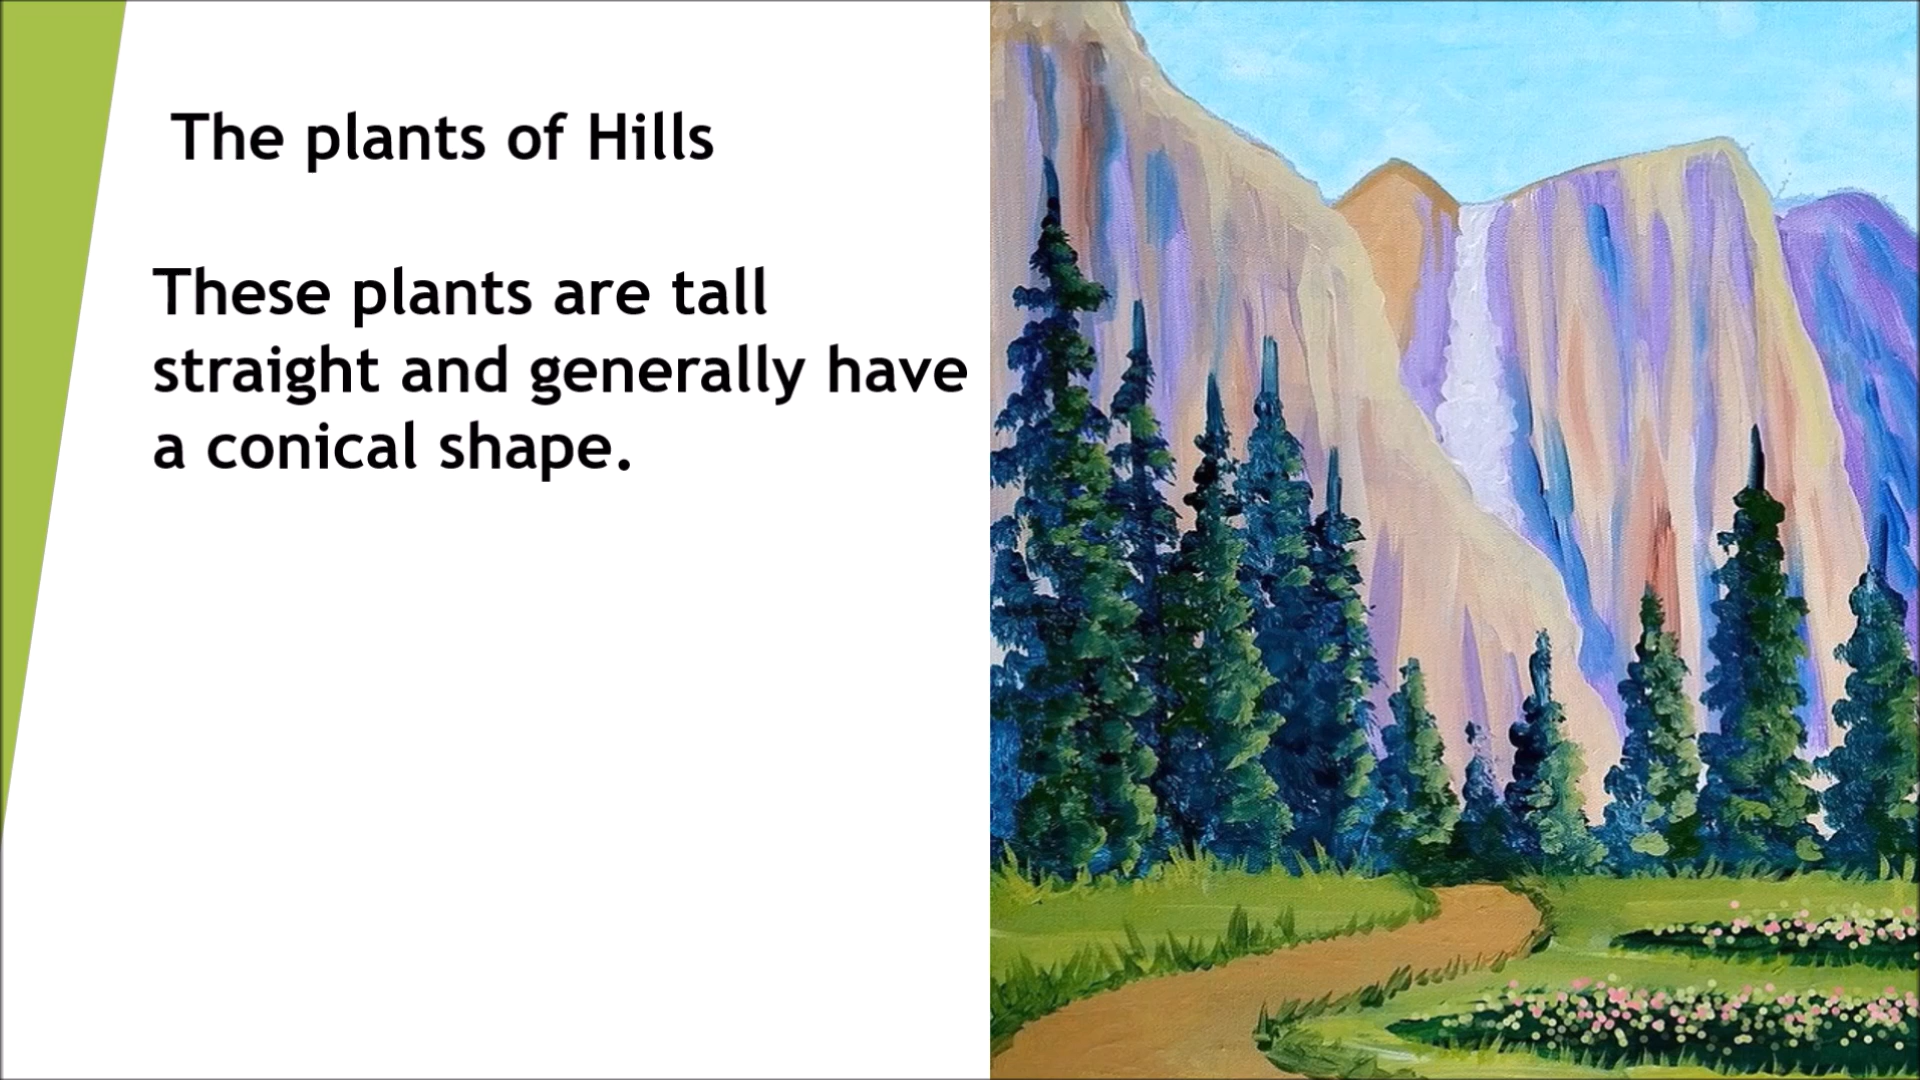 The plants of Hills
These plants are tall
straight and generally have
a conical shape.